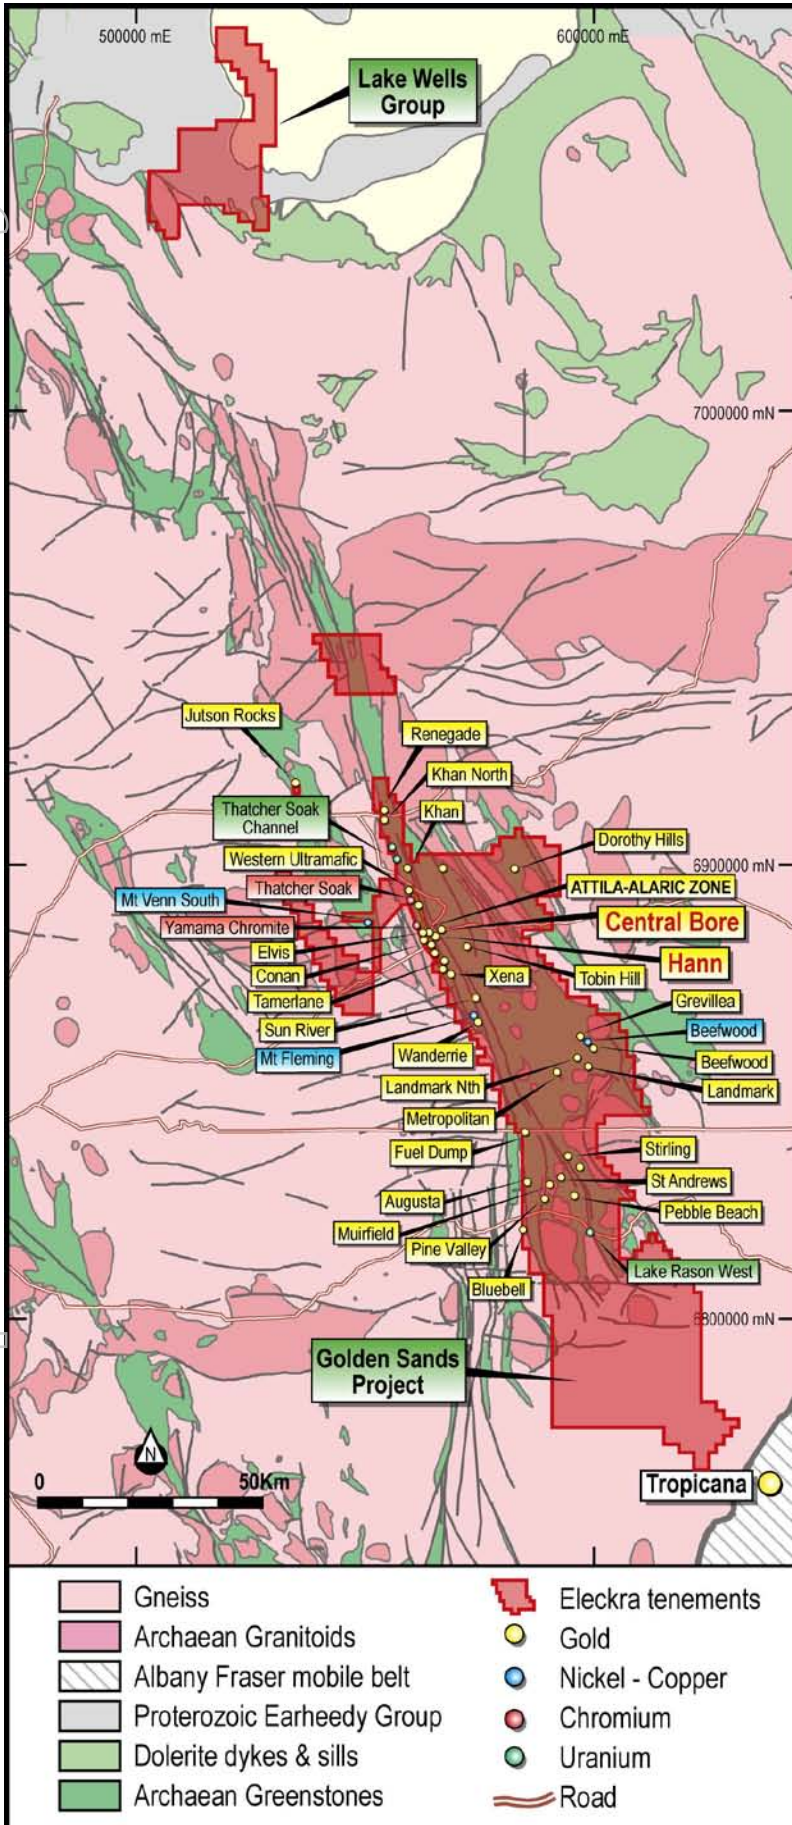 500000 mE
600000 mE
Lake Wells
Group
7000000 mN
Jutson Rocks
Renegade
Khan North
Thatcher Soak
Channel
Khan
Dorothy Hills
Western Ultramafic
6900000 mN
Thatcher Soak
ATTILA-ALARIC ZONE
Mt Venn South
Central Bore
Yamama Chromite
Elvis
Hann
Conan
Xena
Tobin Hill
Tamerlane
Grevillea
Sun River
Beefwood
Mt Fleming
Wanderrie
Beefwood
Landmark Nth
Landmark
Metropolitan
Fuel Dump
Stirling
St Andrews
Augusta
Pebble Beach
Muirfield
Pine Valley
Lake Rason West
Bluebell
6800000 mN
Golden Sands
Project
N
0
50Km
Tropicana
Gneiss
Archaean Granitoids
Albany Fraser mobile belt
Proterozoic Earheedy Group
Dolerite dykes & sills
Archaean Greenstones
Eleckra tenements
Gold
Nickel - Copper
Chromium
Uranium
Road